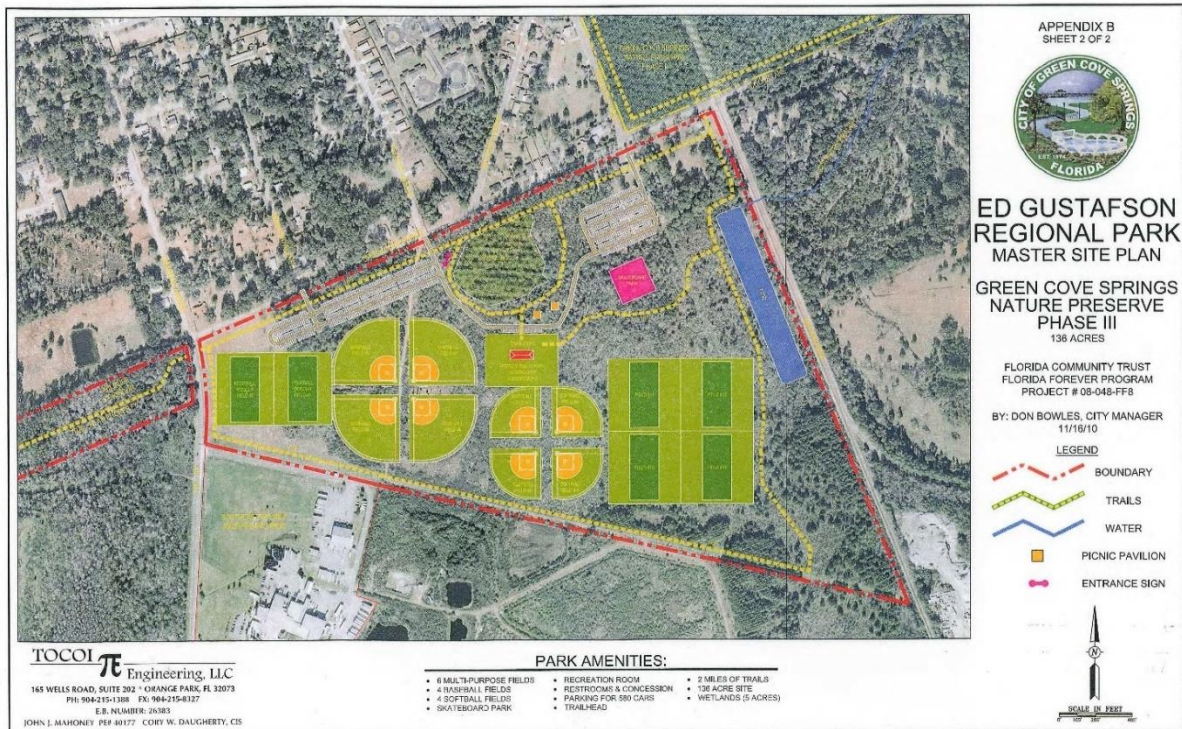 APPENDIX B
SHEET 2 OF 2
CITY OF GREEN COVE SPRINGS
EST. 1874
FLORIDA
ED GUSTAFSON
REGIONAL PARK
MASTER SITE PLAN
GREEN COVE SPRINGS
NATURE PRESERVE
PHASE III
136 ACRES
FLORIDA COMMUNITY TRUST
FLORIDA FOREVER PROGRAM
PROJECT # 08-048-FF8
BY: DON BOWLES, CITY MANAGER
11/16/10
LEGEND
BOUNDARY
TRAILS
WATER
PICNIC PAVILION
ENTRANCE SIGN
N
SCALE IN FEET
TOCOI
Engineering, LLC
165 WELLS ROAD, SUITE 202 * ORANGE PARK, FL 32073
PH: 904-215-1388 FX: 904-215-8327
E.B. NUMBER: 26383
JOHN J. MAHONEY PE# 40177 CORY W. DAUGHERTY, CIS
PARK AMENITIES:
• 6 MULTI-PURPOSE FIELDS
• 4 BASEBALL FIELDS
• 4 SOFTBALL FIELDS
• SKATEBOARD PARK
• RECREATION ROOM
• RESTROOMS & CONCESSION
• PARKING FOR 580 CARS
• TRAILHEAD
• 2 MILES OF TRAILS
• 136 ACRE SITE
• WETLANDS (5 ACRES)